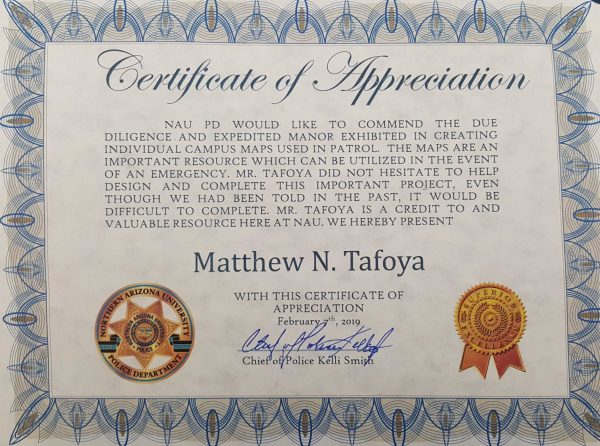 Certificate of Appreciation
NAU PD WOULD LIKE TO COMMEND THE DUE
DILIGENCE AND EXPEDITED MANOR EXHIBITED IN CREATING
INDIVIDUAL CAMPUS MAPS USED IN PATROL. THE MAPS ARE AN
IMPORTANT RESOURCE WHICH CAN BE UTILIZED IN THE EVENT
OF AN EMERGENCY. MR. TAFOYA DID NOT HESITATE TO HELP
DESIGN AND COMPLETE THIS IMPORTANT PROJECT, EVEN
THOUGH WE HAD BEEN TOLD IN THE PAST, IT WOULD BE
DIFFICULT TO COMPLETE. MR. TAFOYA IS A CREDIT TO AND
VALUABLE RESOURCE HERE AT NAU. WE HEREBY PRESENT
Matthew N. Tafoya
WITH THIS CERTIFICATE OF
APPRECIATION
February 7th, 2019
Chief of Police Kelli Smith
NORTHERN ARIZONA UNIVERSITY
POLICE DEPARTMENT